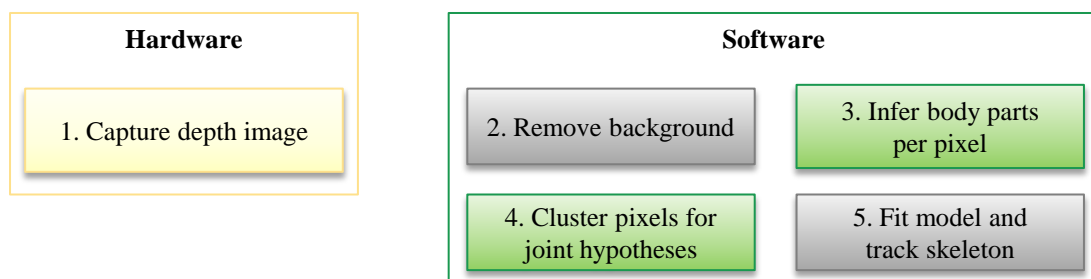 Hardware
1. Capture depth image
Software
2. Remove background
3. Infer body parts
per pixel
4. Cluster pixels for
joint hypotheses
5. Fit model and
track skeleton